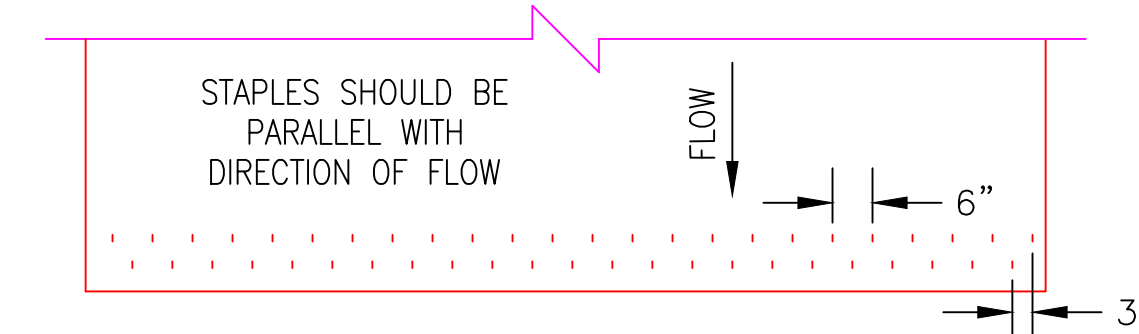 STAPLES SHOULD BE
PARALLEL WITH
DIRECTION OF FLOW
FLOW
6”
3